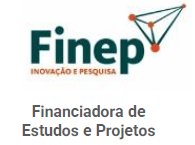 Finep
INOVAÇÃO E PESQUISA
Financiadora de
Estudos e Projetos